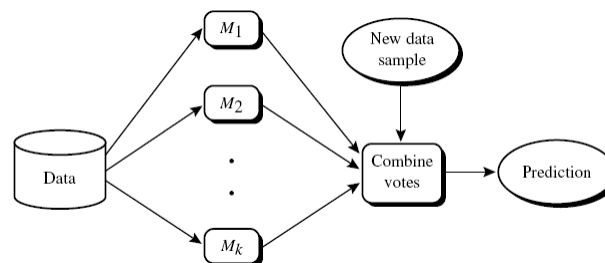 M1
New data
sample
M2
Data
Combine
votes
Prediction
.
.
Mk